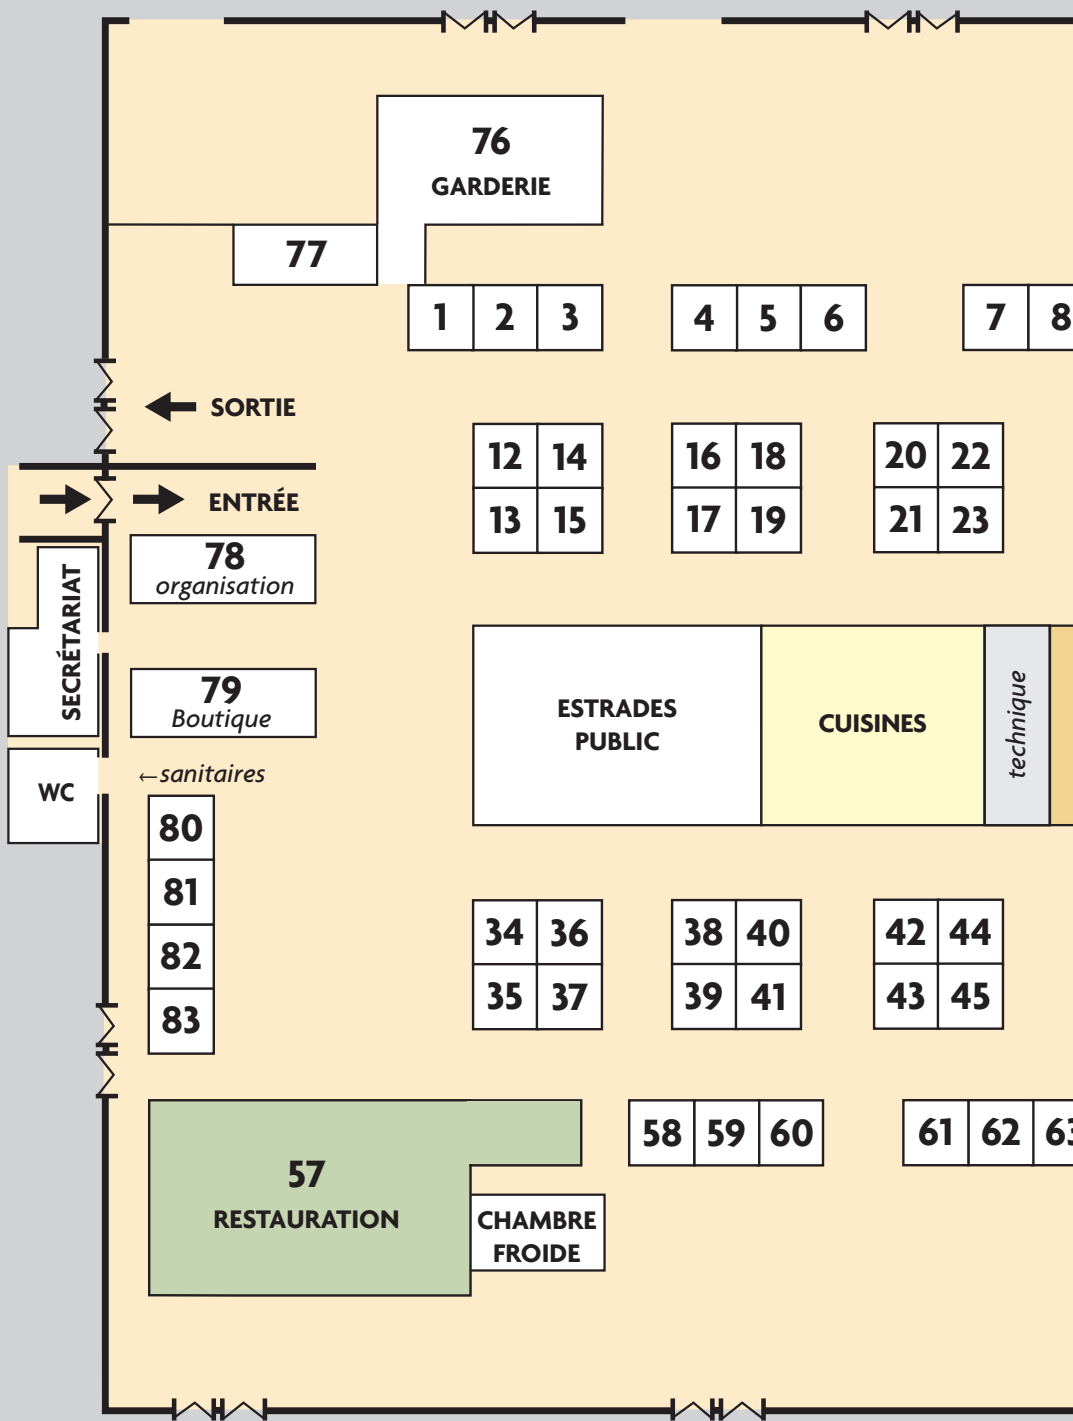 76
GARDERIE
77
1 2 3 4 5 6 7 8
← SORTIE
12 14 16 18 20 22
13 15 17 19 21 23
→ → ENTRÉE
78
organisation
SECRÉTARIAT
79
Boutique
ESTRADES
PUBLIC
CUISINES
technique
←sanitaires
WC
80
81
82
83
34 36 38 40 42 44
35 37 39 41 43 45
58 59 60 61 62 63
57
RESTAURATION
CHAMBRE
FROIDE